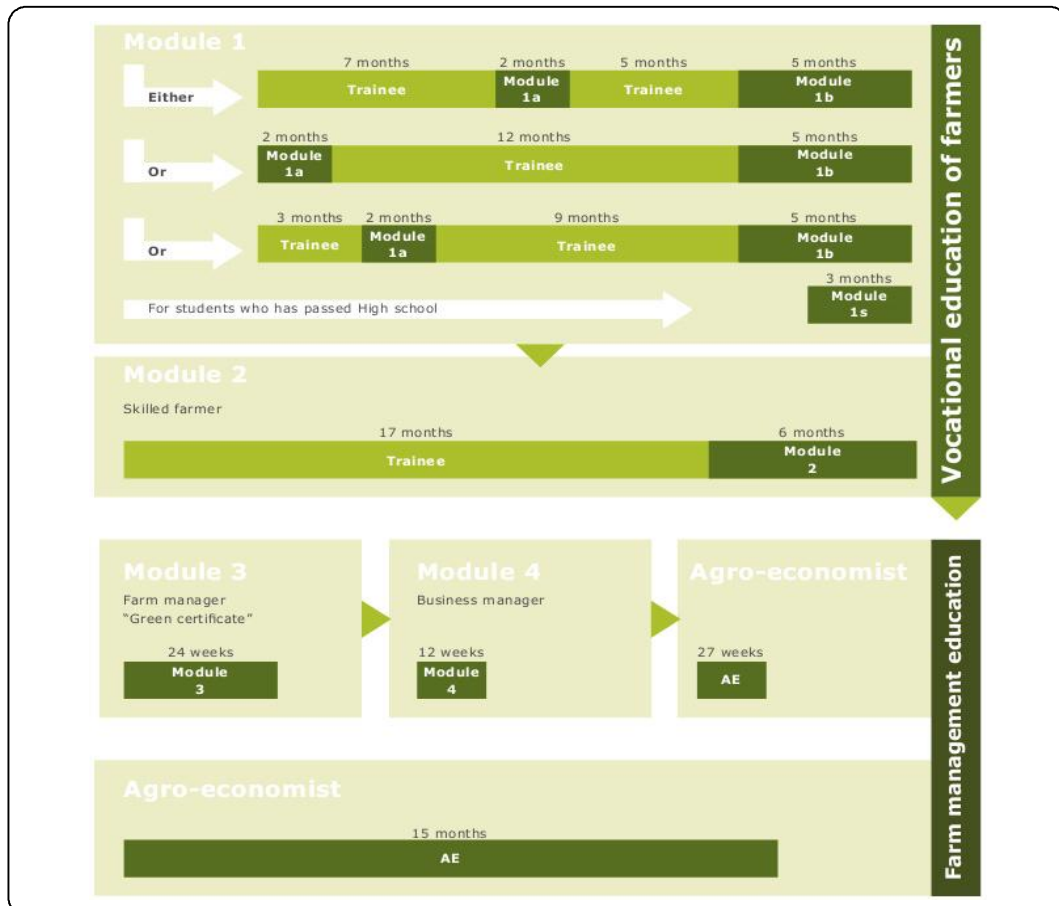 Module 1
7 months
2 months
5 months
5 months
Either
Trainee
Module
1a
Trainee
Module
1b
2 months
12 months
5 months
Or
Module
1a
Trainee
Module
1b
3 months
2 months
9 months
5 months
Or
Trainee
Module
1a
Trainee
Module
1b
3 months
For students who has passed High school
Module
1s
Vocational education of farmers
Module 2
Skilled farmer
17 months
6 months
Trainee
Module
2
Module 3
Farm manager
“Green certificate”
24 weeks
Module
3
Module 4
Business manager
12 weeks
Module
4
Agro-economist
27 weeks
AE
Farm management education
Agro-economist
15 months
AE